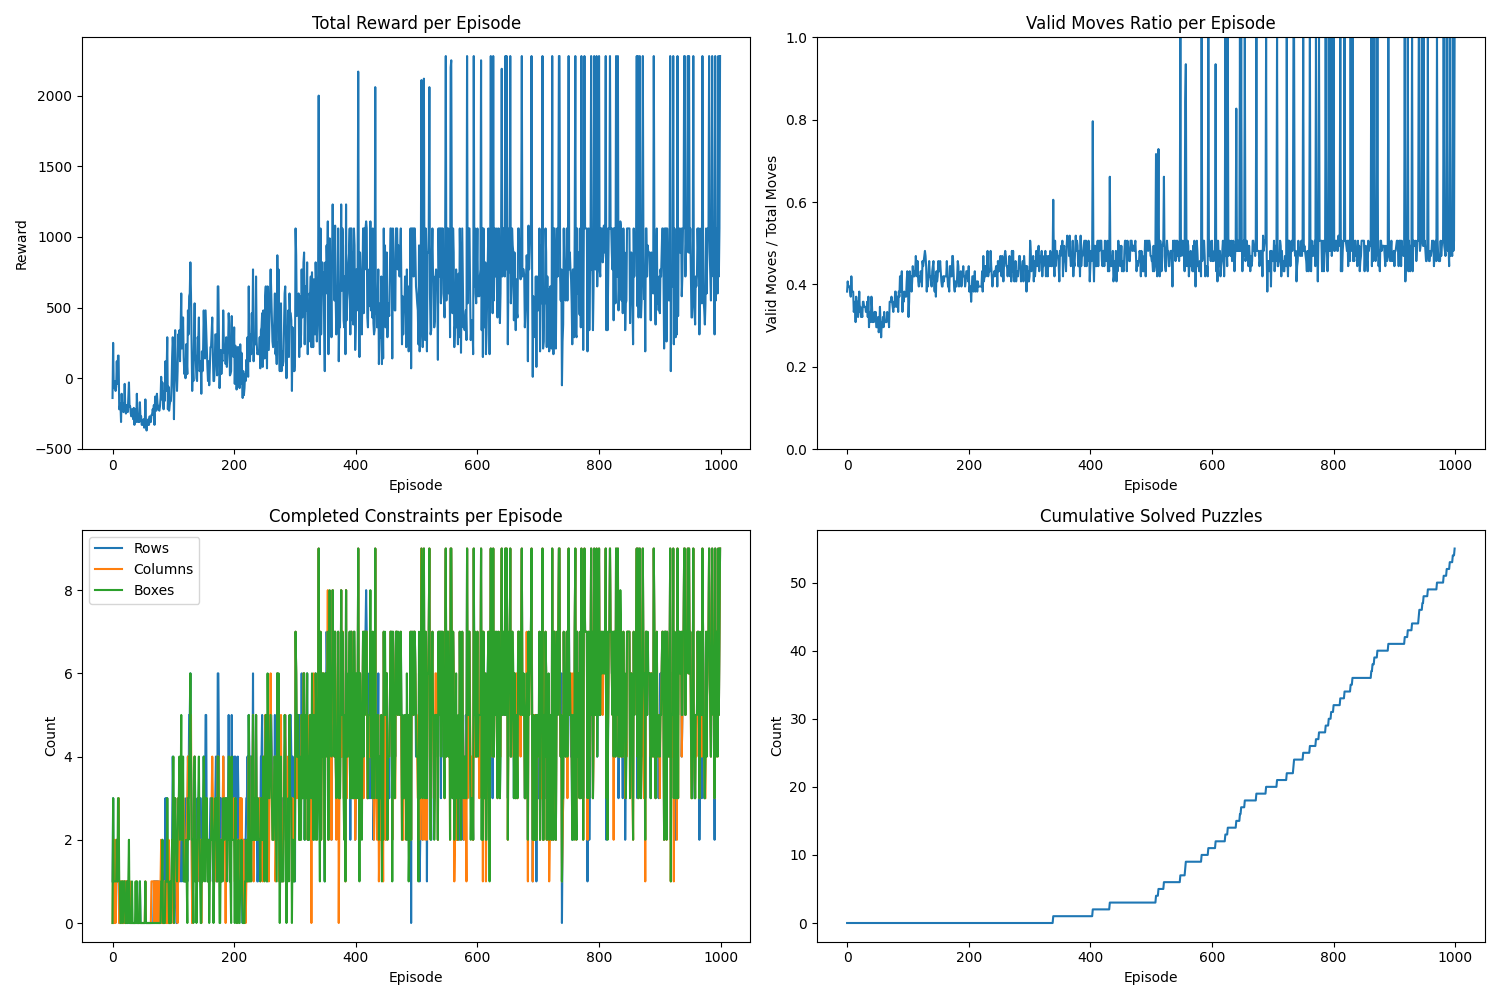 Total Reward per Episode
Reward
2000
1500
1000
500
0
−500
0 200 400 600 800 1000
Episode
Valid Moves Ratio per Episode
Valid Moves / Total Moves
1.0
0.8
0.6
0.4
0.2
0.0
0 200 400 600 800 1000
Episode
Completed Constraints per Episode
Rows
Columns
Boxes
Count
8
6
4
2
0
0 200 400 600 800 1000
Episode
Cumulative Solved Puzzles
Count
50
40
30
20
10
0
0 200 400 600 800 1000
Episode